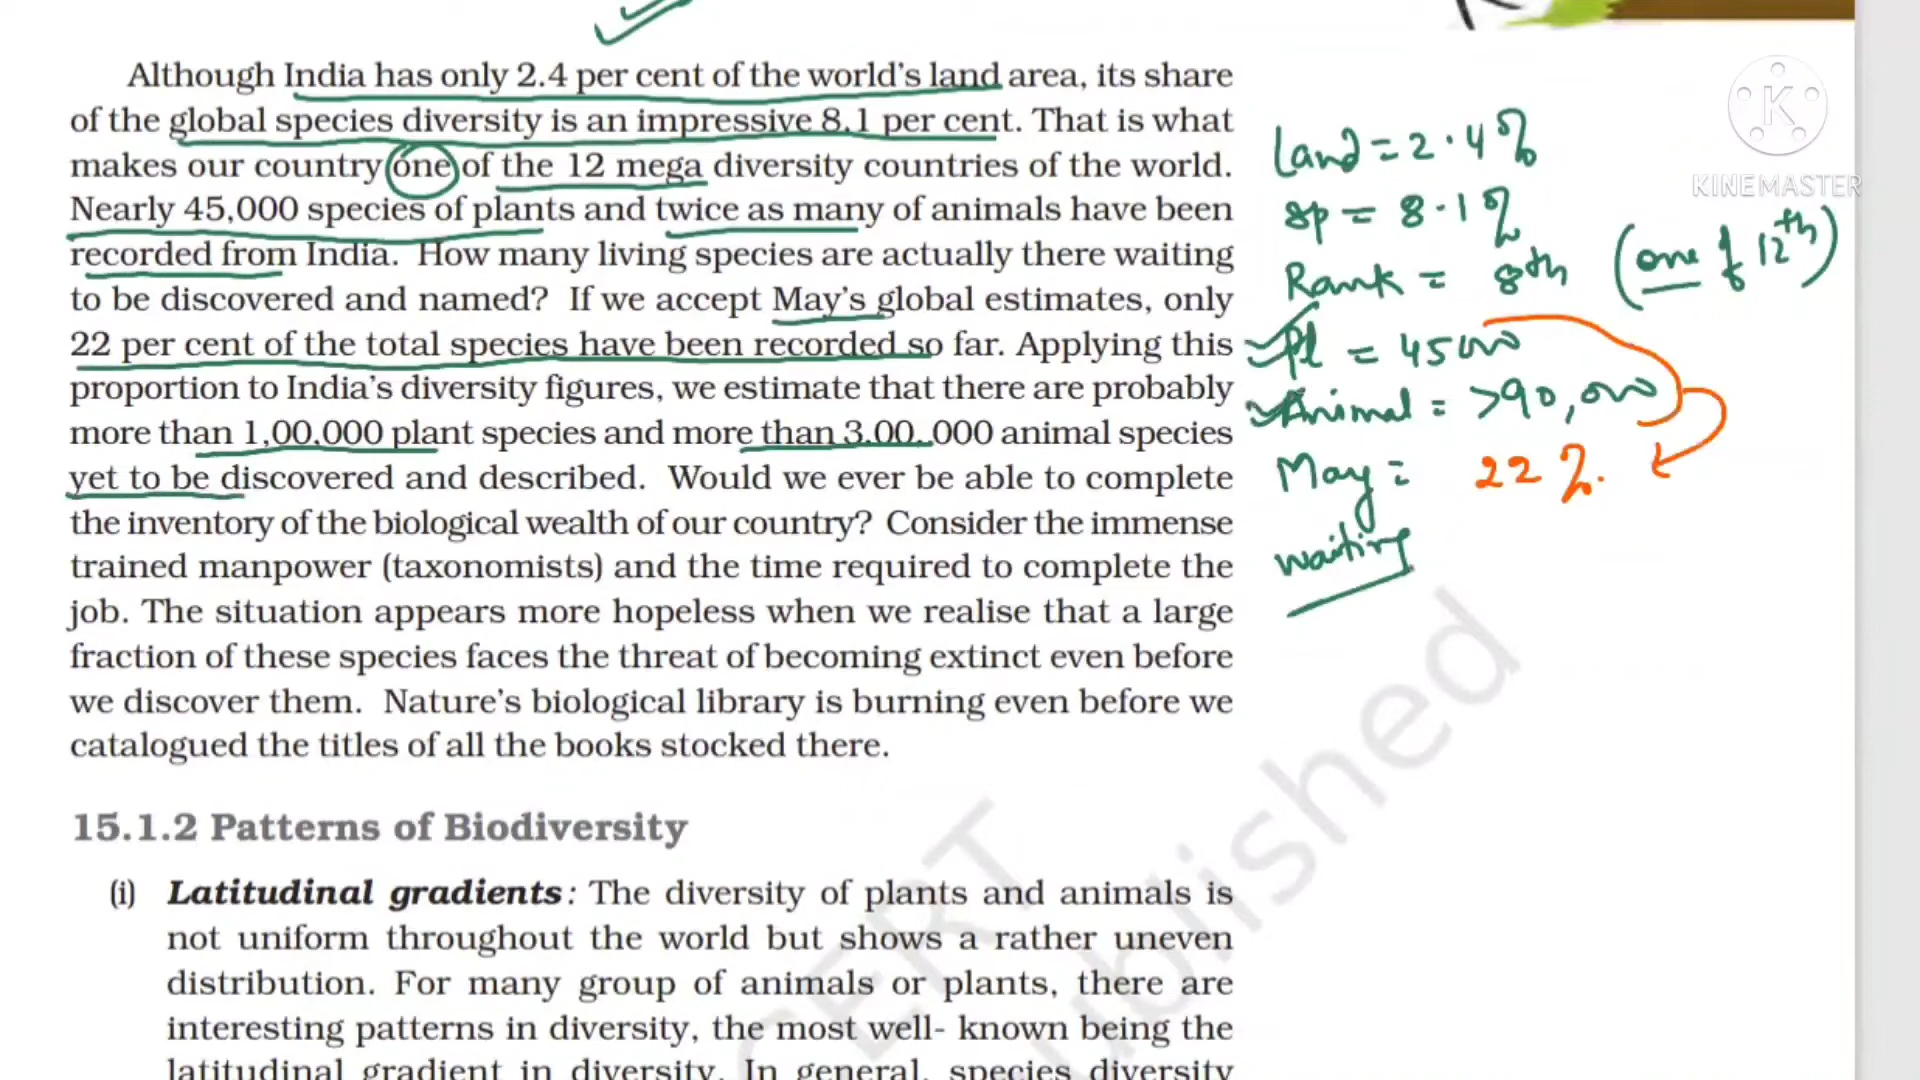 Although India has only 2.4 per cent of the world's land area, its share
of the global species diversity is an impressive 8.1 per cent. That is what
makes our country one of the 12 mega diversity countries of the world.
Nearly 45,000 species of plants and twice as many of animals have been
recorded from India. How many living species are actually there waiting
to be discovered and named? If we accept May's global estimates, only
22 per cent of the total species have been recorded so far. Applying this
proportion to India's diversity figures, we estimate that there are probably
more than 1,00,000 plant species and more than 3,00, 000 animal species
yet to be discovered and described. Would we ever be able to complete
the inventory of the biological wealth of our country? Consider the immense
trained manpower (taxonomists) and the time required to complete the
job. The situation appears more hopeless when we realise that a large
fraction of these species faces the threat of becoming extinct even before
we discover them. Nature's biological library is burning even before we
catalogued the titles of all the books stocked there.
15.1.2 Patterns of Biodiversity
(i) Latitudinal gradients: The diversity of plants and animals is
not uniform throughout the world but shows a rather uneven
distribution. For many group of animals or plants, there are
interesting patterns in diversity, the most well- known being the
latitudinal gradient in diversity. In general, species diversity
K
KINEMASTER
Land = 2.4%
sp = 8.1%
Rank = 8th (one of 12th)
Pl = 45000
Animal = >90,000
May = 22%.
waiting
CERT
ublished